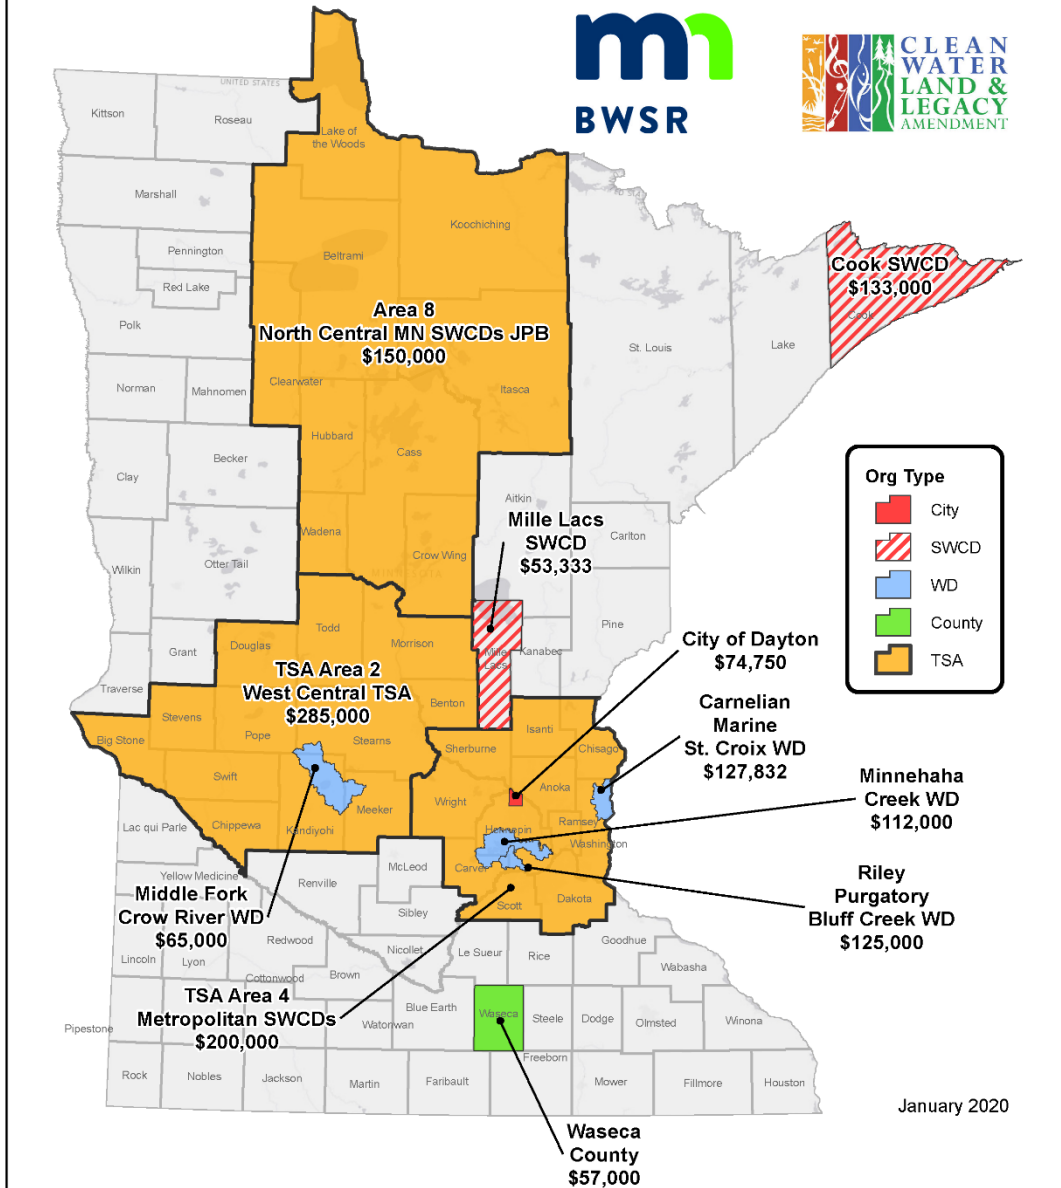 mn
BWSR
CLEAN
WATER
LAND &
LEGACY
AMENDMENT
UNITED STATES
Kittson
Roseau
Lake of
the Woods
Marshall
Koochiching
Pennington
Beltrami
Red Lake
Cook SWCD
$133,000
Cook
Area 8
North Central MN SWCDs JPB
$150,000
Polk
St. Louis
Lake
Norman
Mahnomen
Clearwater
Itasca
Hubbard
Cass
Becker
Clay
Aitkin
Mille Lacs
SWCD
$53,333
Wadena
Crow Wing
Carlton
Otter Tail
Wilkin
MINNESOTA
Org Type
City
SWCD
WD
County
TSA
Todd
Morrison
Pine
Douglas
Grant
Mille
Lacs
Kanabec
City of Dayton
$74,750
TSA Area 2
West Central TSA
$285,000
Traverse
Benton
Stevens
Pope
Stearns
Isanti
Big Stone
Sherburne
Chisago
Carnelian
Marine
St. Croix WD
$127,832
Swift
Meeker
Wright
Anoka
Minnehaha
Creek WD
$112,000
Lac qui Parle
Chippewa
Kandiyohi
Hennepin
Ramsey
Washington
McLeod
Carver
Yellow Medicine
Renville
Middle Fork
Crow River WD
$65,000
Scott
Dakota
Riley
Purgatory
Bluff Creek WD
$125,000
Sibley
Redwood
Nicollet
Le Sueur
Rice
Goodhue
Lincoln
Lyon
Wabasha
Cottonwood
Brown
TSA Area 4
Metropolitan SWCDs
$200,000
Blue Earth
Waseca
Steele
Dodge
Olmsted
Winona
Pipestone
Watonwan
Freeborn
Rock
Nobles
Jackson
Martin
Faribault
Mower
Fillmore
Houston
January 2020
Waseca
County
$57,000